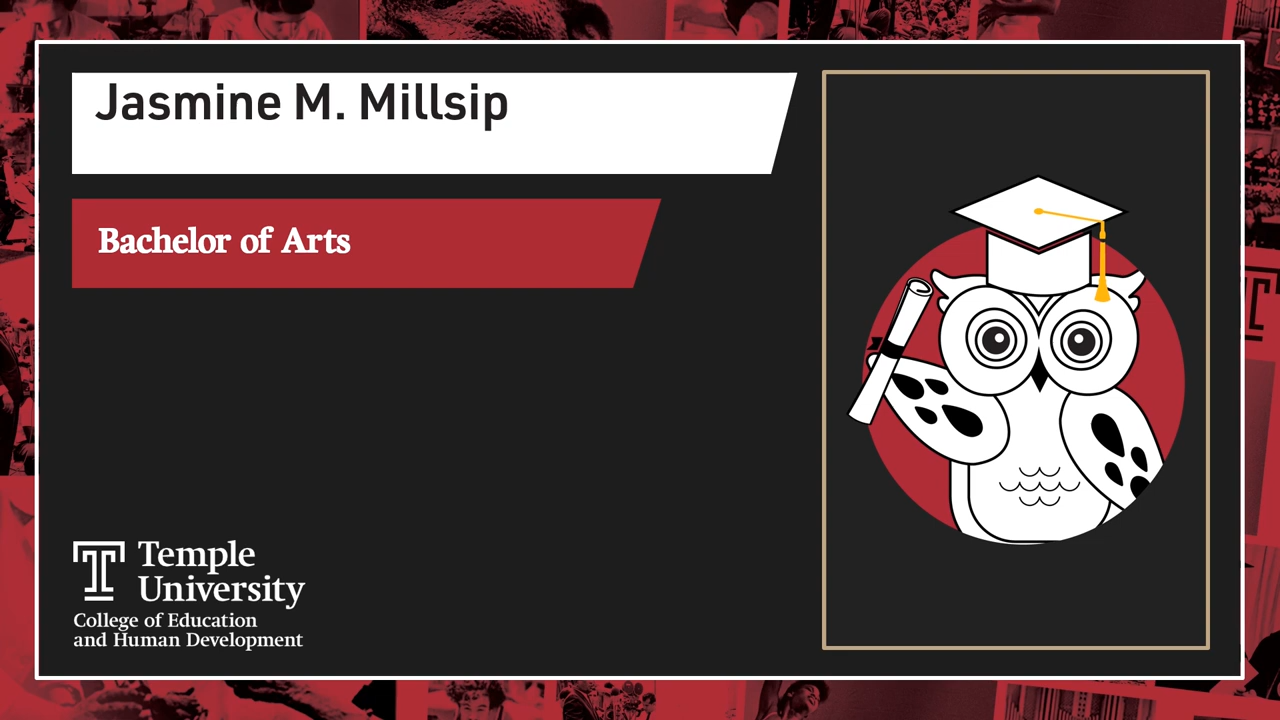 Jasmine M. Millsip
Bachelor of Arts
Temple
University
College of Education
and Human Development